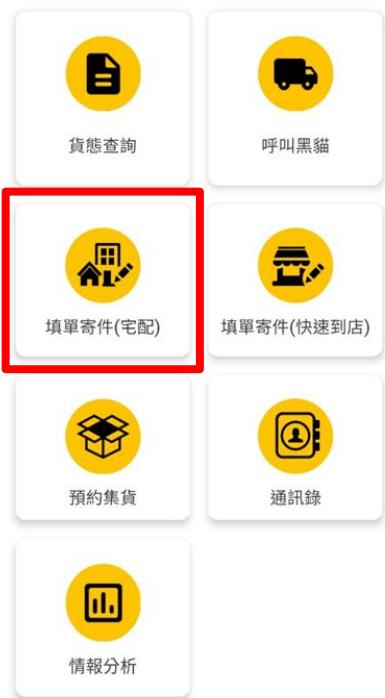 貨態查詢
呼叫黑貓
填單寄件(宅配)
填單寄件(快速到店)
預約集貨
通訊錄
情報分析